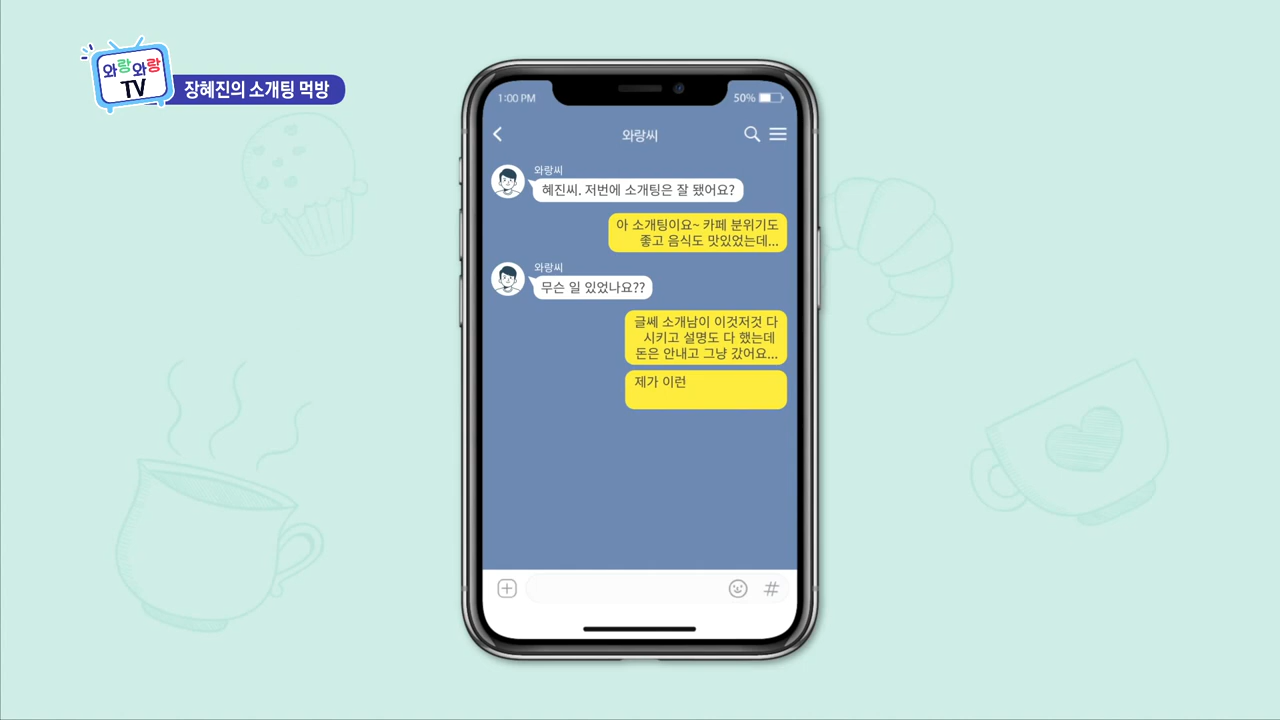 와랑와랑
TV
장혜진의 소개팅 먹방
1:00 PM
50%
와랑씨
와랑씨
혜진씨. 저번에 소개팅은 잘 됐어요?
아 소개팅이요~ 카페 분위기도
좋고 음식도 맛있었는데...
와랑씨
무슨 일 있었나요??
글쎄 소개남이 이것저것 다
시키고 설명도 다 했는데
돈은 안내고 그냥 갔어요...
제가 이런